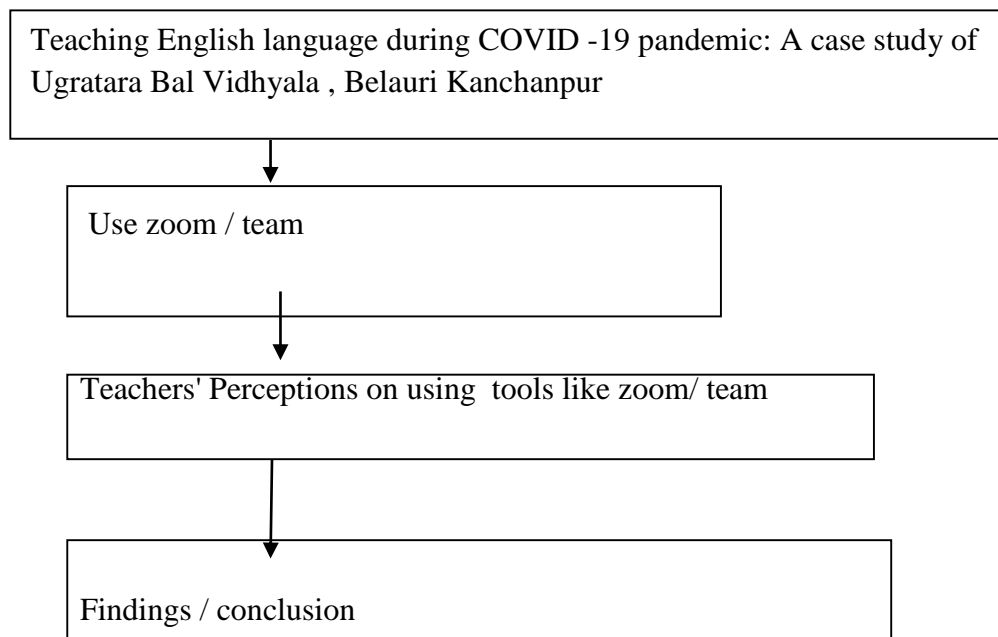 Teaching English language during COVID -19 pandemic: A case study of
Ugratara Bal Vidhyala , Belauri Kanchanpur
Use zoom / team
Teachers' Perceptions on using  tools like zoom/ team
Findings / conclusion